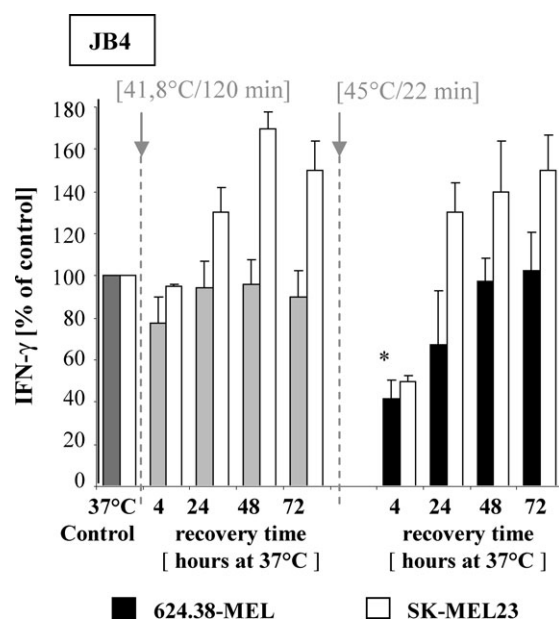 JB4
[41,8°C/120 min]
[45°C/22 min]
IFN-γ [% of control]
180
160
140
120
100
80
60
40
20
0
*
37°C 4 24 48 72 4 24 48 72
Control recovery time recovery time
[ hours at 37°C ] [ hours at 37°C ]
624.38-MEL SK-MEL23